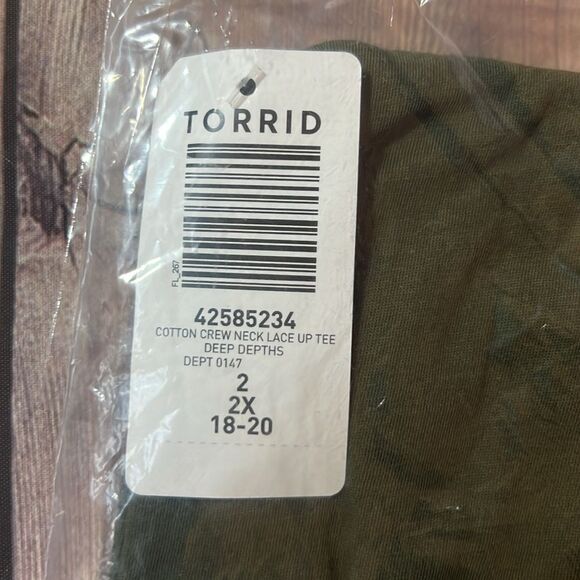 TORRID
FL_267
42585234
COTTON CREW NECK LACE UP TEE
DEEP DEPTHS
DEPT 0147
2
2X
18-20